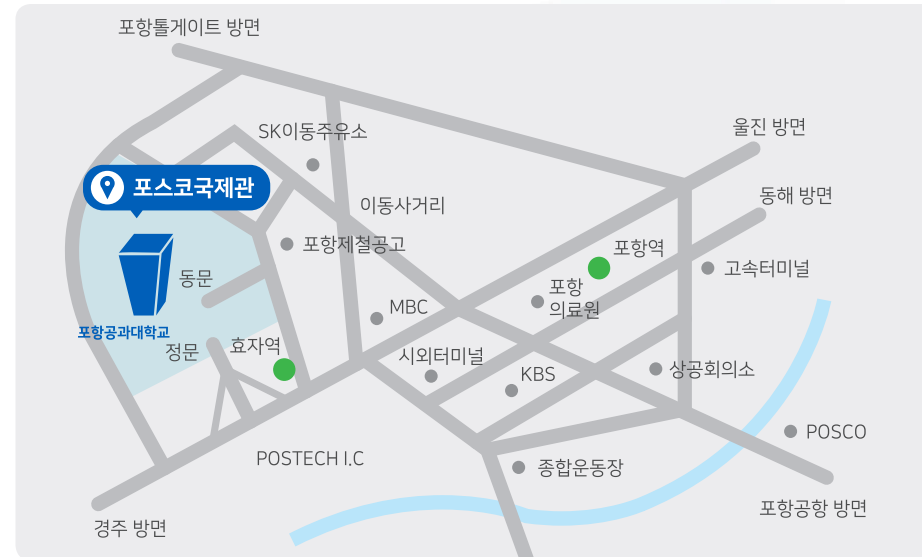 포항톨게이트 방면
SK이동주유소
울진 방면
포스코국제관
이동사거리
동해 방면
포항제철공고
포항역
고속터미널
동문
포항
의료원
MBC
포항공과대학교
정문
효자역
시외터미널
KBS
상공회의소
POSCO
POSTECH I.C
종합운동장
포항공항 방면
경주 방면